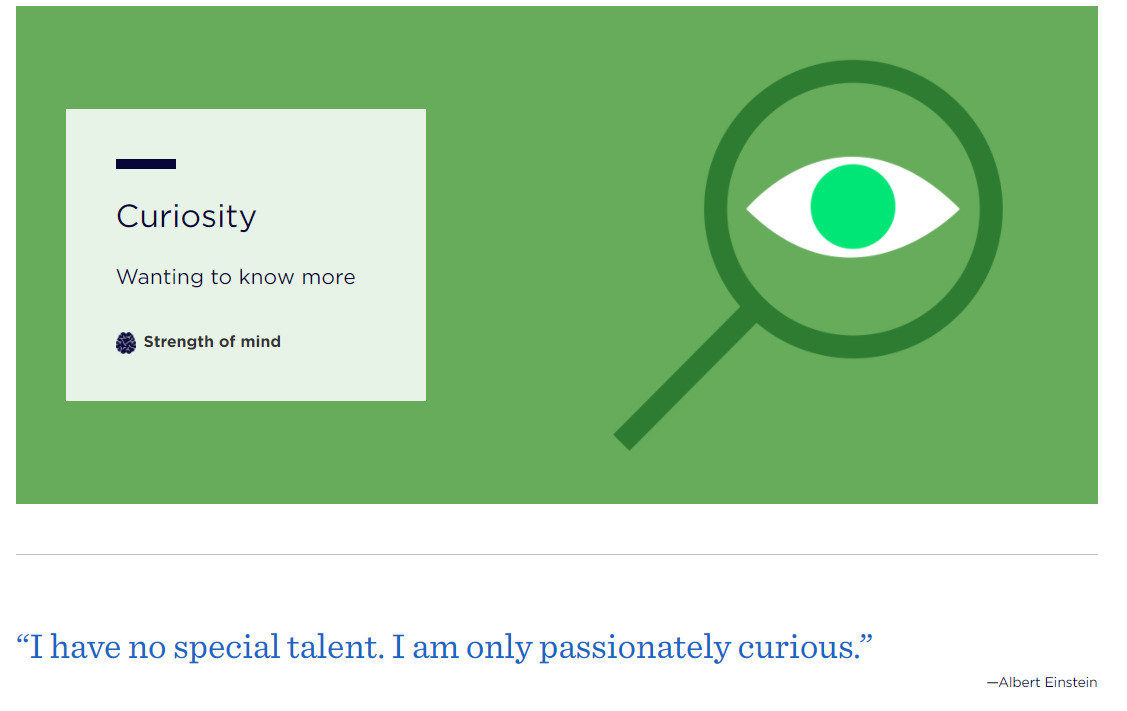 Curiosity
Wanting to know more
Strength of mind
“I have no special talent. I am only passionately curious.”
—Albert Einstein